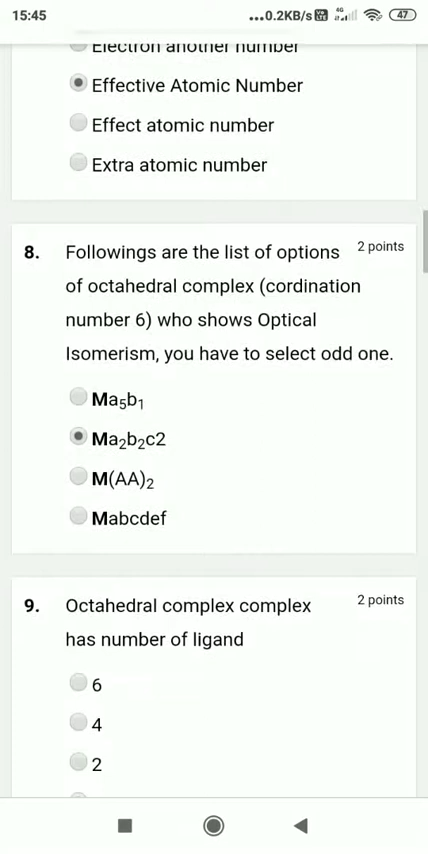 15:45 ...0.2KB/s 4G 47
Electron another number
Effective Atomic Number
Effect atomic number
Extra atomic number
8. Followings are the list of options 2 points
of octahedral complex (cordination
number 6) who shows Optical
Isomerism, you have to select odd one.
Ma₅b₁
Ma₂b₂c2
M(AA)₂
Mabcdef
9. Octahedral complex complex 2 points
has number of ligand
6
4
2